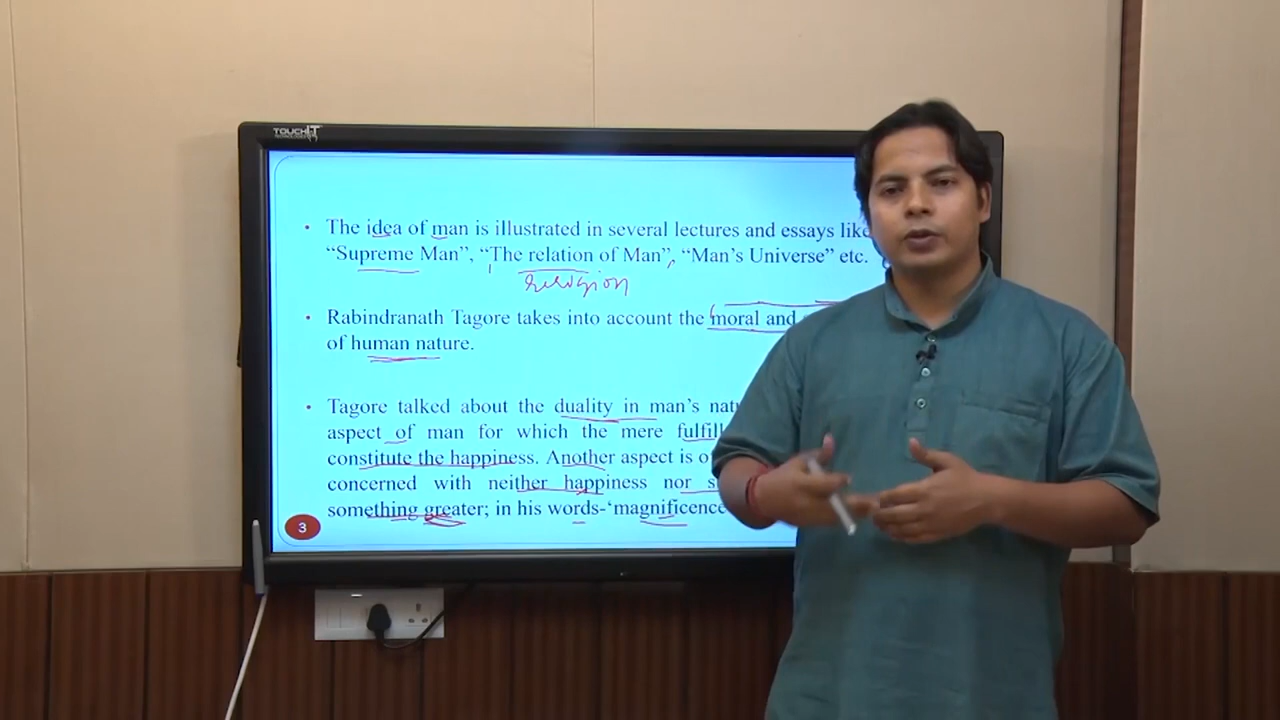 TOUCHIT
The idea of man is illustrated in several lectures and essays like
“Supreme Man”, “The relation of Man”, “Man’s Universe” etc.
religion
Rabindranath Tagore takes into account the moral and
of human nature.
Tagore talked about the duality in man’s
aspect of man for which the mere
constitute the happiness. Another aspect is
concerned with neither happiness nor
something greater; in his words-‘magnificence
3